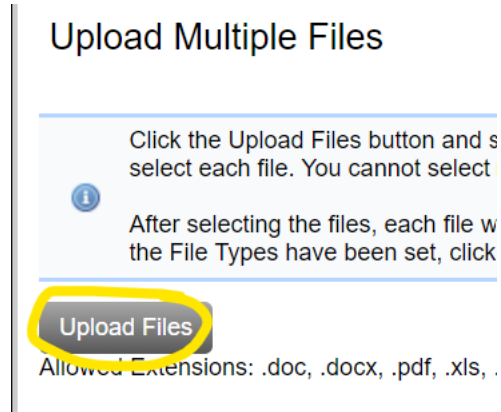 Upload Multiple Files
Click the Upload Files button and s
select each file. You cannot select
After selecting the files, each file w
the File Types have been set, click
Upload Files
Allowed Extensions: .doc, .docx, .pdf, .xls, .